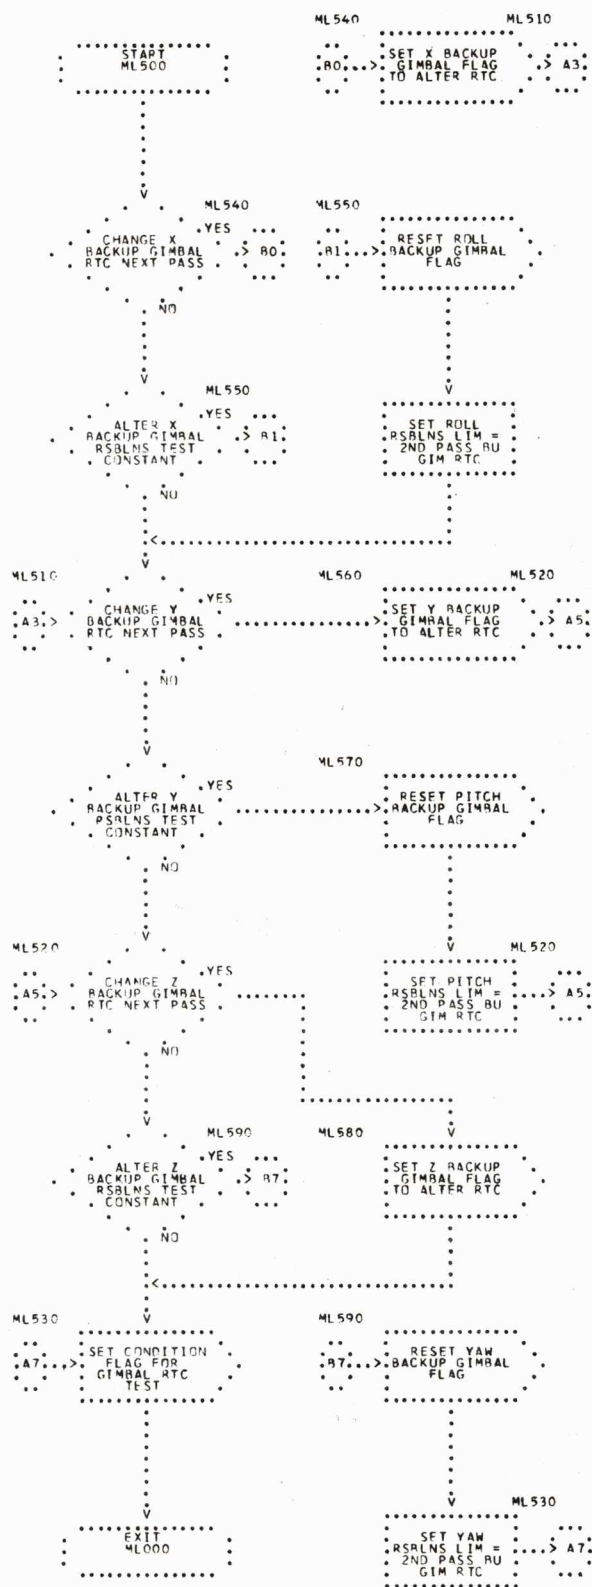 ML540
ML510
START
ML500
B0
SET X BACKUP
GIMBAL FLAG
TO ALTER RTC
A3
ML540
ML550
CHANGE X
BACKUP GIMBAL
RTC NEXT PASS
YES
B0
B1
RESET ROLL
BACKUP GIMBAL
FLAG
NO
ML550
ALTER X
BACKUP GIMBAL
RSBLNS TEST
CONSTANT
YES
B1
SET ROLL
RSBLNS LIM =
2ND PASS BU
GIM RTC
NO
ML510
ML560
ML520
A3
CHANGE Y
BACKUP GIMBAL
RTC NEXT PASS
YES
SET Y BACKUP
GIMBAL FLAG
TO ALTER RTC
A5
NO
ML570
ALTER Y
BACKUP GIMBAL
RSBLNS TEST
CONSTANT
YES
RESET PITCH
BACKUP GIMBAL
FLAG
NO
ML520
ML520
A5
CHANGE Z
BACKUP GIMBAL
RTC NEXT PASS
YES
SET PITCH
RSBLNS LIM =
2ND PASS BU
GIM RTC
A5
NO
ML590
ML580
ALTER Z
BACKUP GIMBAL
RSBLNS TEST
CONSTANT
YES
B7
SET Z BACKUP
GIMBAL FLAG
TO ALTER RTC
NO
ML530
ML590
A7
SET CONDITION
FLAG FOR
GIMBAL RTC
TEST
B7
RESET YAW
BACKUP GIMBAL
FLAG
ML530
EXIT
ML000
SET YAW
RSBLNS LIM =
2ND PASS BU
GIM RTC
A7